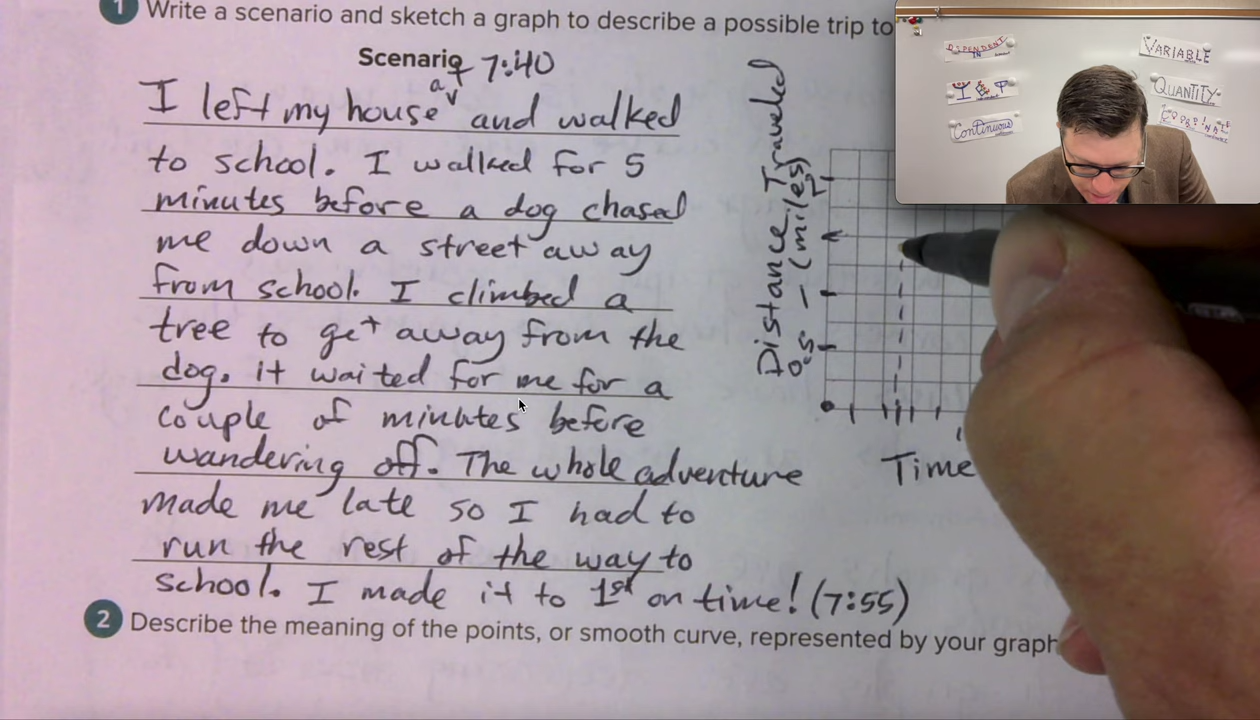 1 Write a scenario and sketch a graph to describe a possible trip to
Scenario
at 7:40
I left my house and walked
to school. I walked for 5
minutes before a dog chased
me down a street away
from school. I climbed a
tree to get away from the
dog. it waited for me for a
couple of minutes before
wandering off. The whole adventure
made me late so I had to
run the rest of the way to
school. I made it to 1st on time! (7:55)
2 Describe the meaning of the points, or smooth curve, represented by your graph
Distance Traveled
(miles)
0.5
Time
DEPENDENT
Continuous
VARIABLE
QUANTITY